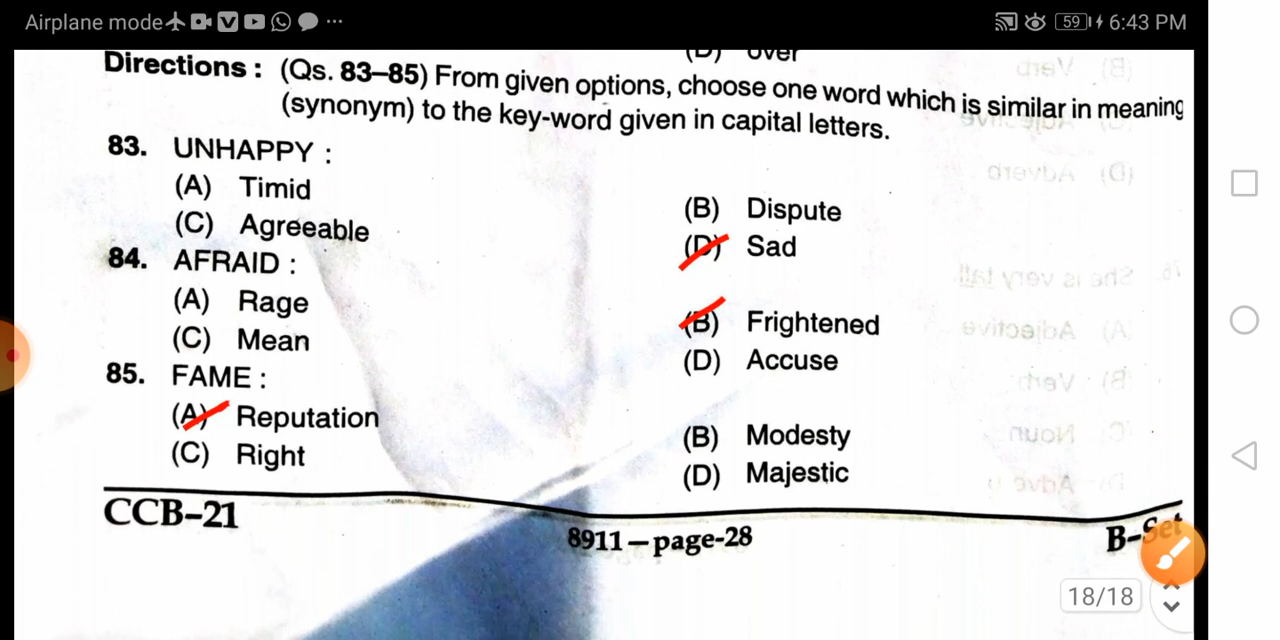 Airplane mode 59 6:43 PM
(D) over
Directions : (Qs. 83–85) From given options, choose one word which is similar in meaning
(synonym) to the key-word given in capital letters.
83. UNHAPPY :
(A) Timid
(B) Dispute
(C) Agreeable
(D) Sad
84. AFRAID :
(A) Rage
(B) Frightened
(C) Mean
(D) Accuse
85. FAME :
(A) Reputation
(B) Modesty
(C) Right
(D) Majestic
CCB–21
8911–page-28
B–Set
18/18